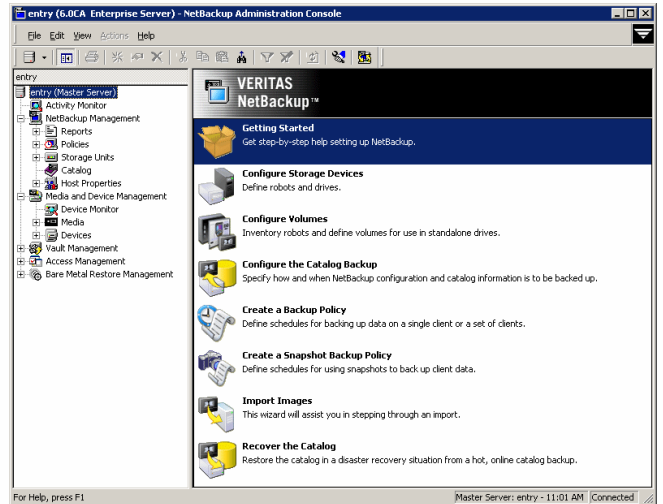 entry (6.0CA Enterprise Server) - NetBackup Administration Console
File Edit View Actions Help
entry
entry (Master Server)
Activity Monitor
NetBackup Management
Reports
Policies
Storage Units
Catalog
Host Properties
Media and Device Management
Device Monitor
Media
Devices
Vault Management
Access Management
Bare Metal Restore Management
VERITAS
NetBackup™
Getting Started
Get step-by-step help setting up NetBackup.
Configure Storage Devices
Define robots and drives.
Configure Volumes
Inventory robots and define volumes for use in standalone drives.
Configure the Catalog Backup
Specify how and when NetBackup configuration and catalog information is to be backed up.
Create a Backup Policy
Define schedules for backing up data on a single client or a set of clients.
Create a Snapshot Backup Policy
Define schedules for using snapshots to back up client data.
Import Images
This wizard will assist you in stepping through an import.
Recover the Catalog
Restore the catalog in a disaster recovery situation from a hot, online catalog backup.
For Help, press F1
Master Server: entry - 11:01 AM Connected